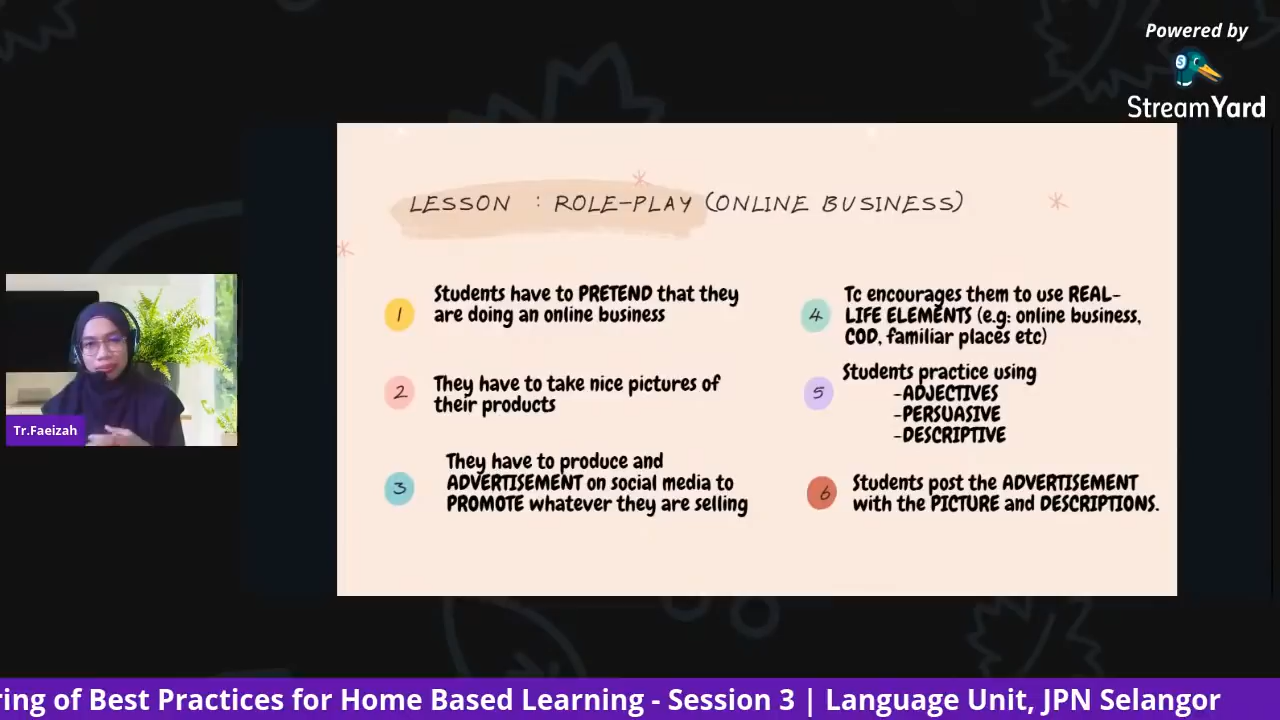 Powered by
StreamYard
LESSON : ROLE-PLAY (ONLINE BUSINESS)
1
Students have to PRETEND that they
are doing an online business
2
They have to take nice pictures of
their products
3
They have to produce and
ADVERTISEMENT on social media to
PROMOTE whatever they are selling
4
Tc encourages them to use REAL-
LIFE ELEMENTS (e.g: online business,
COD, familiar places etc)
5
Students practice using
-ADJECTIVES
-PERSUASIVE
-DESCRIPTIVE
6
Students post the ADVERTISEMENT
with the PICTURE and DESCRIPTIONS.
Tr.Faeizah
ring of Best Practices for Home Based Learning - Session 3 | Language Unit, JPN Selangor